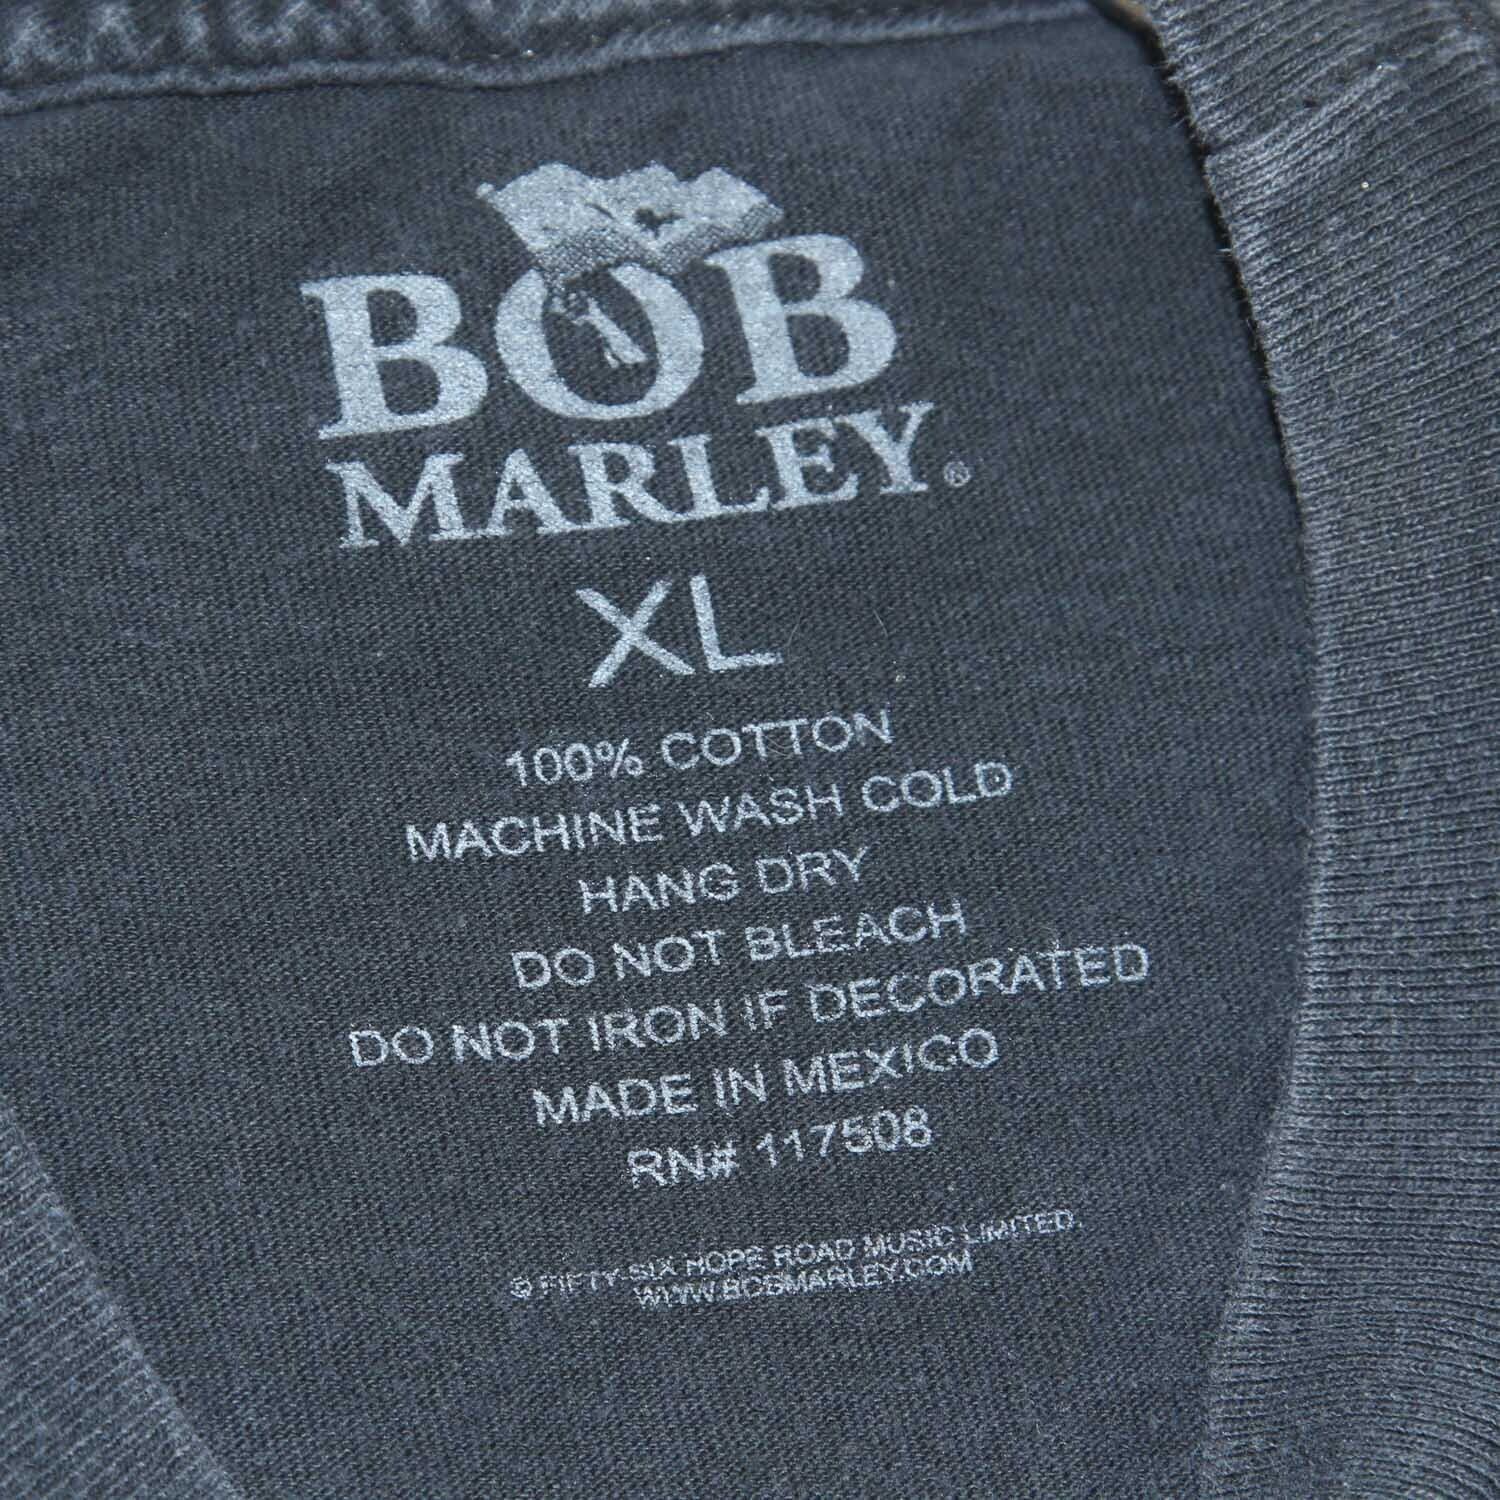 BOB
MARLEY®
XL
100% COTTON
MACHINE WASH COLD
HANG DRY
DO NOT BLEACH
DO NOT IRON IF DECORATED
MADE IN MEXICO
RN# 117508
© FIFTY-SIX HOPE ROAD MUSIC LIMITED.
WWW.BOBMARLEY.COM